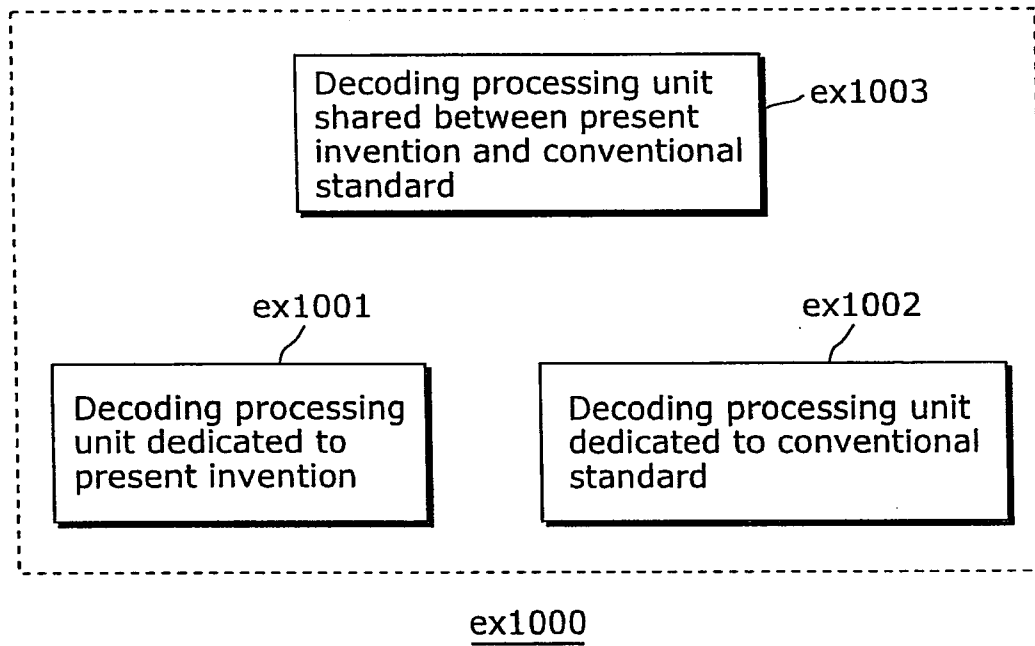 Decoding processing unit
shared between present
invention and conventional
standard
ex1003
ex1001
ex1002
Decoding processing
unit dedicated to
present invention
Decoding processing unit
dedicated to conventional
standard
ex1000